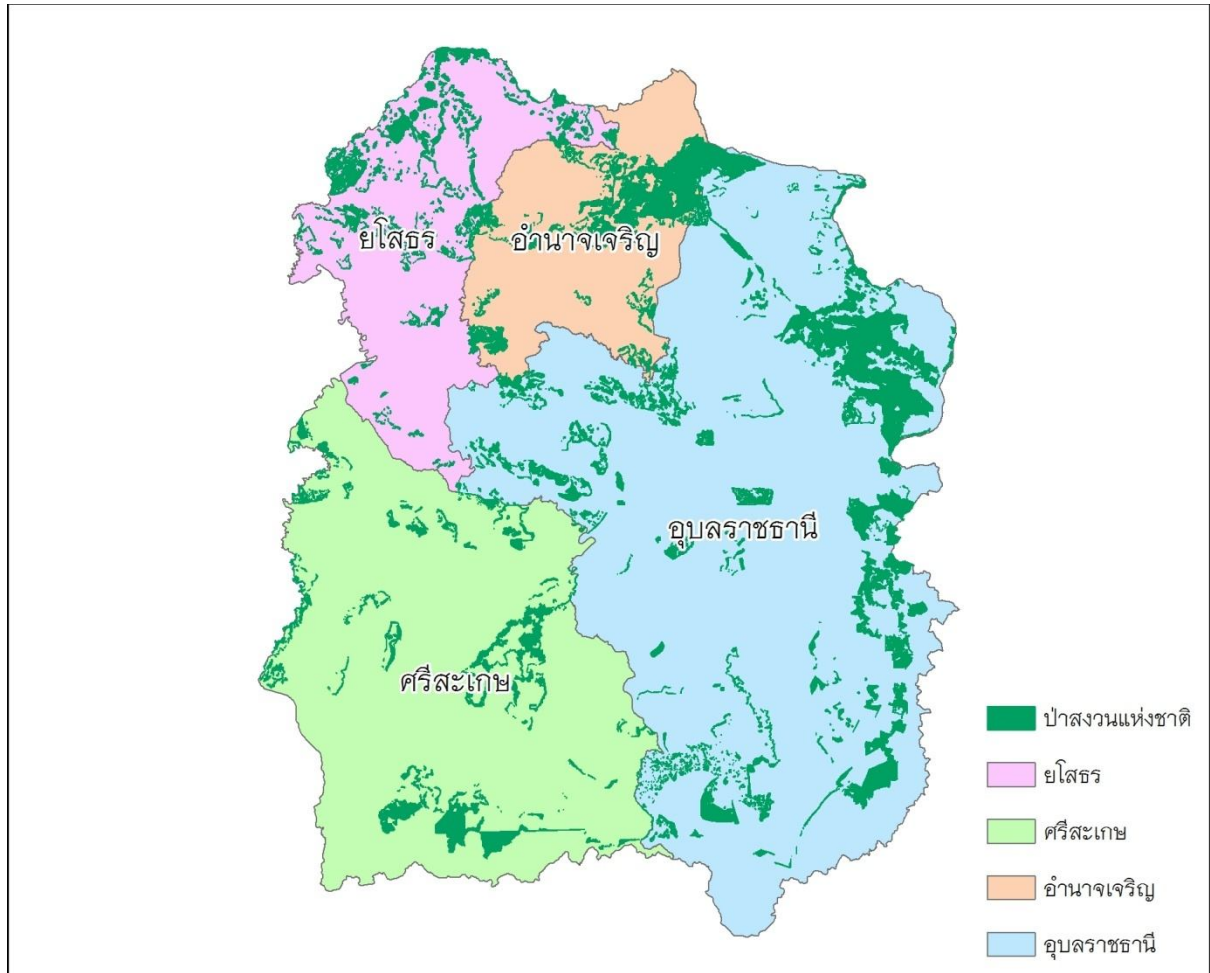 ยโสธร
อำนาจเจริญ
อุบลราชธานี
ศรีสะเกษ
ป่าสงวนแห่งชาติ
ยโสธร
ศรีสะเกษ
อำนาจเจริญ
อุบลราชธานี